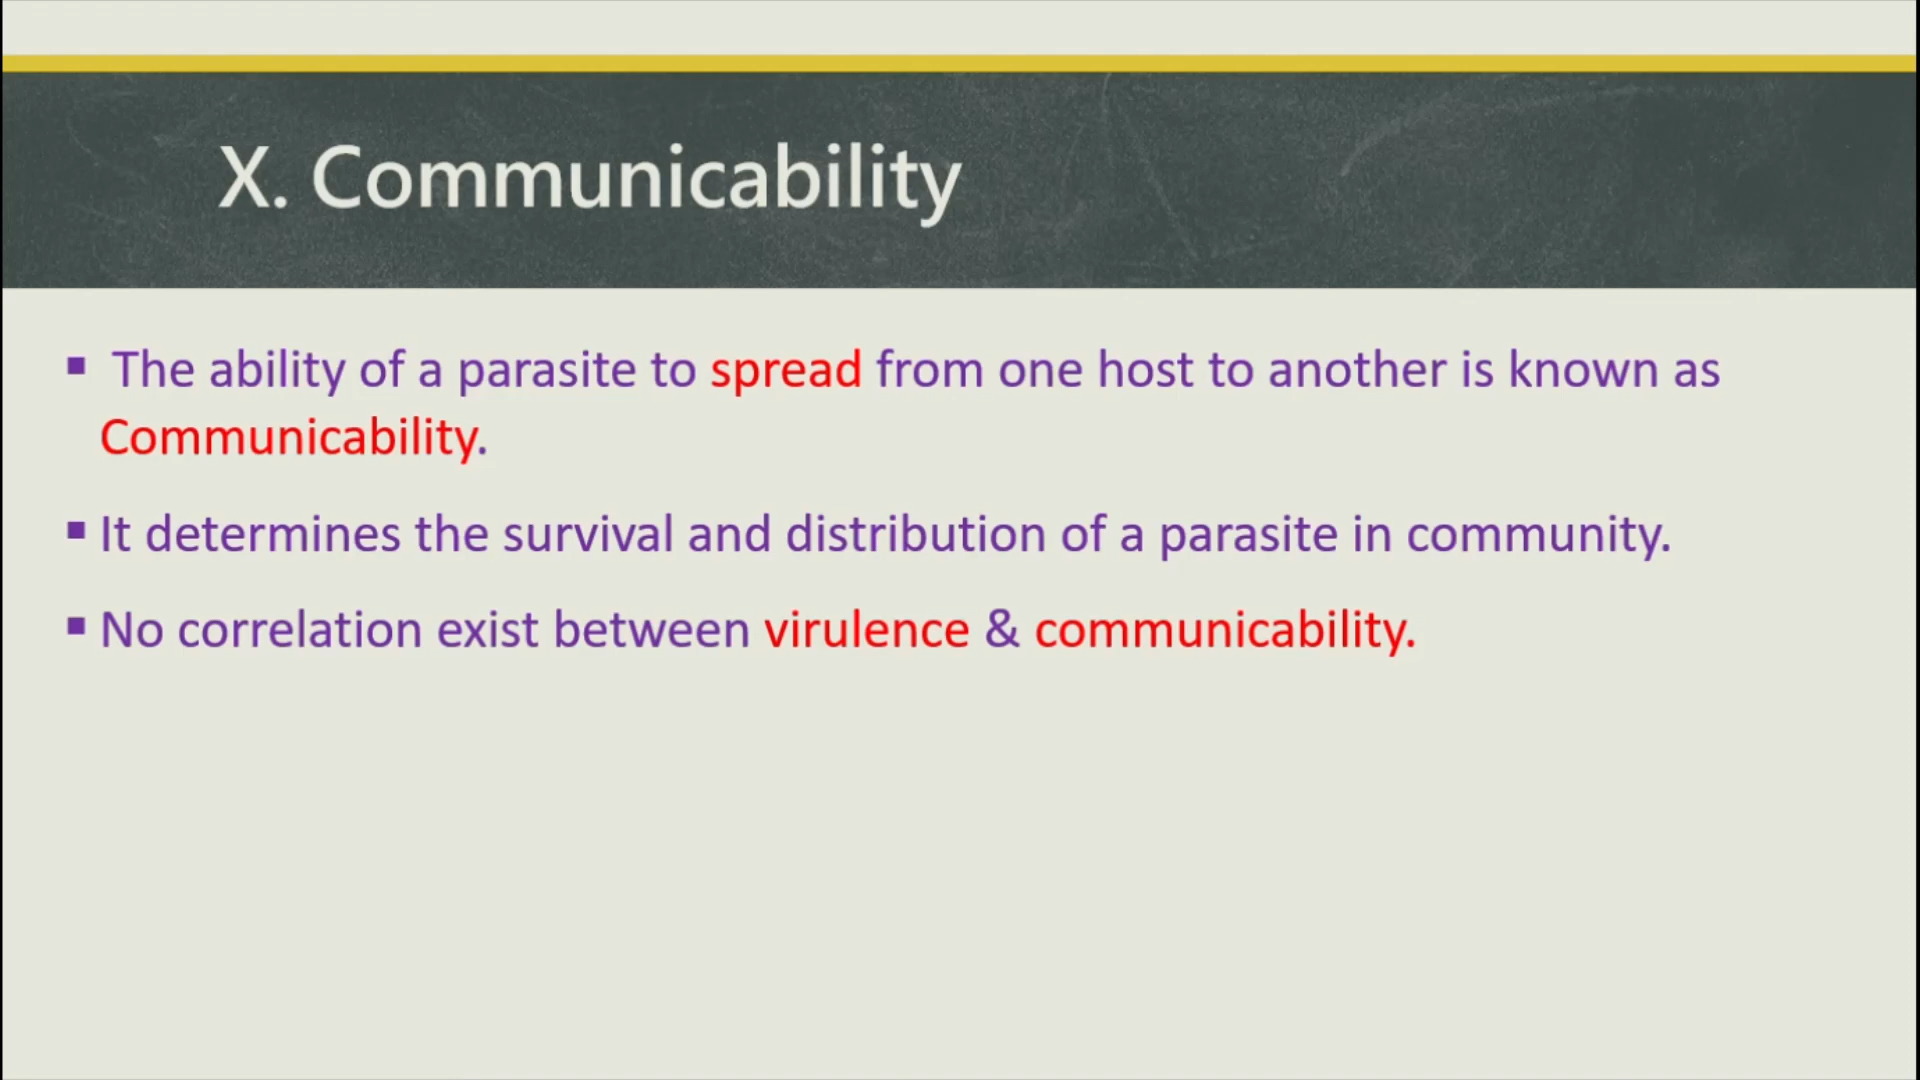 X. Communicability
▪ The ability of a parasite to spread from one host to another is known as
Communicability.
▪ It determines the survival and distribution of a parasite in community.
▪ No correlation exist between virulence & communicability.